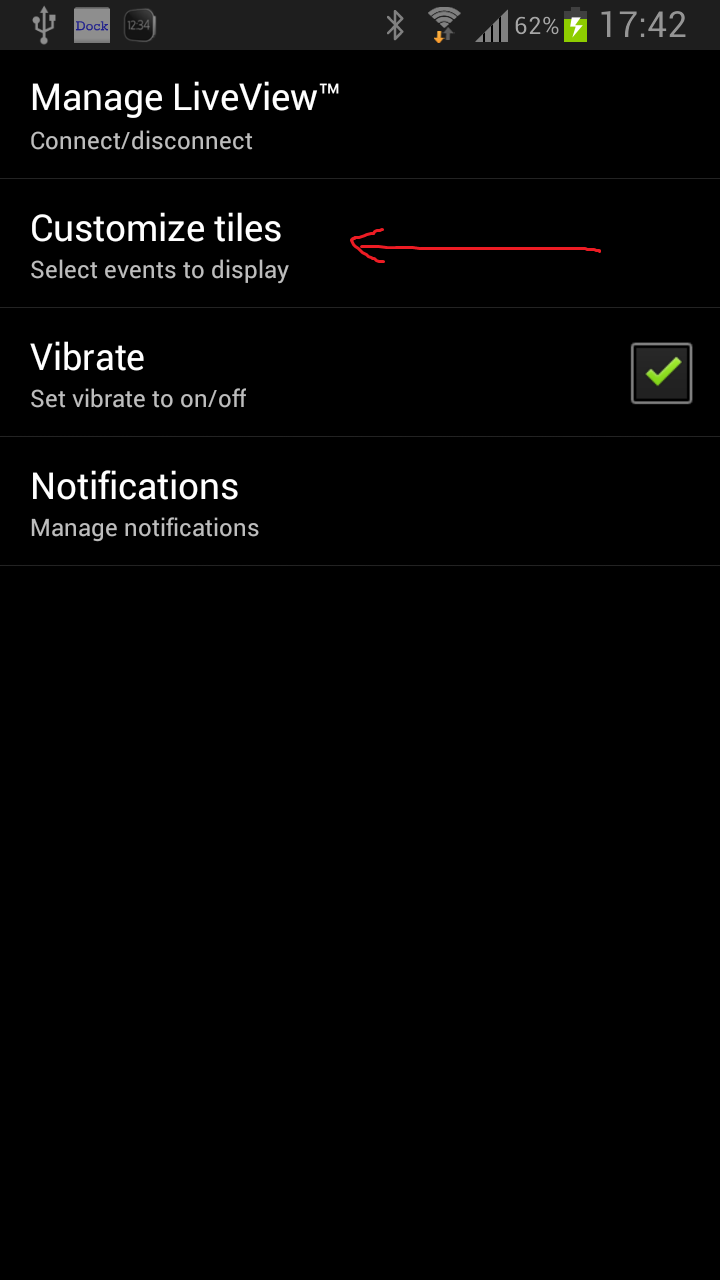 Dock 12:34 62% 17:42
Manage LiveView™
Connect/disconnect
Customize tiles
Select events to display
Vibrate
Set vibrate to on/off
Notifications
Manage notifications